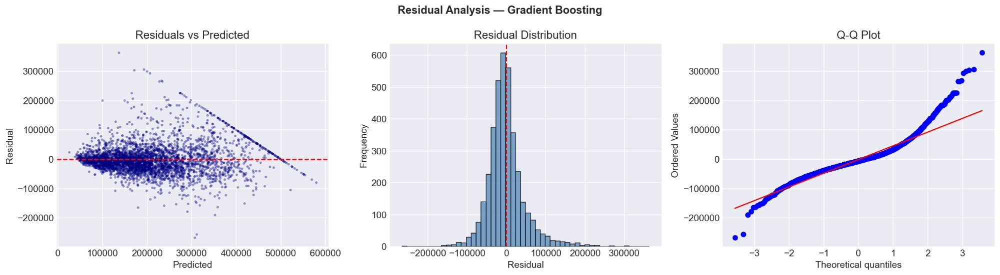 Residual Analysis — Gradient Boosting
Residuals vs Predicted
300000
200000
100000
0
−100000
−200000
Residual
0 100000 200000 300000 400000 500000 600000
Predicted
Residual Distribution
600
500
400
300
200
100
0
Frequency
−200000 −100000 0 100000 200000 300000
Residual
Q-Q Plot
300000
200000
100000
0
−100000
−200000
Ordered Values
−3 −2 −1 0 1 2 3
Theoretical quantiles